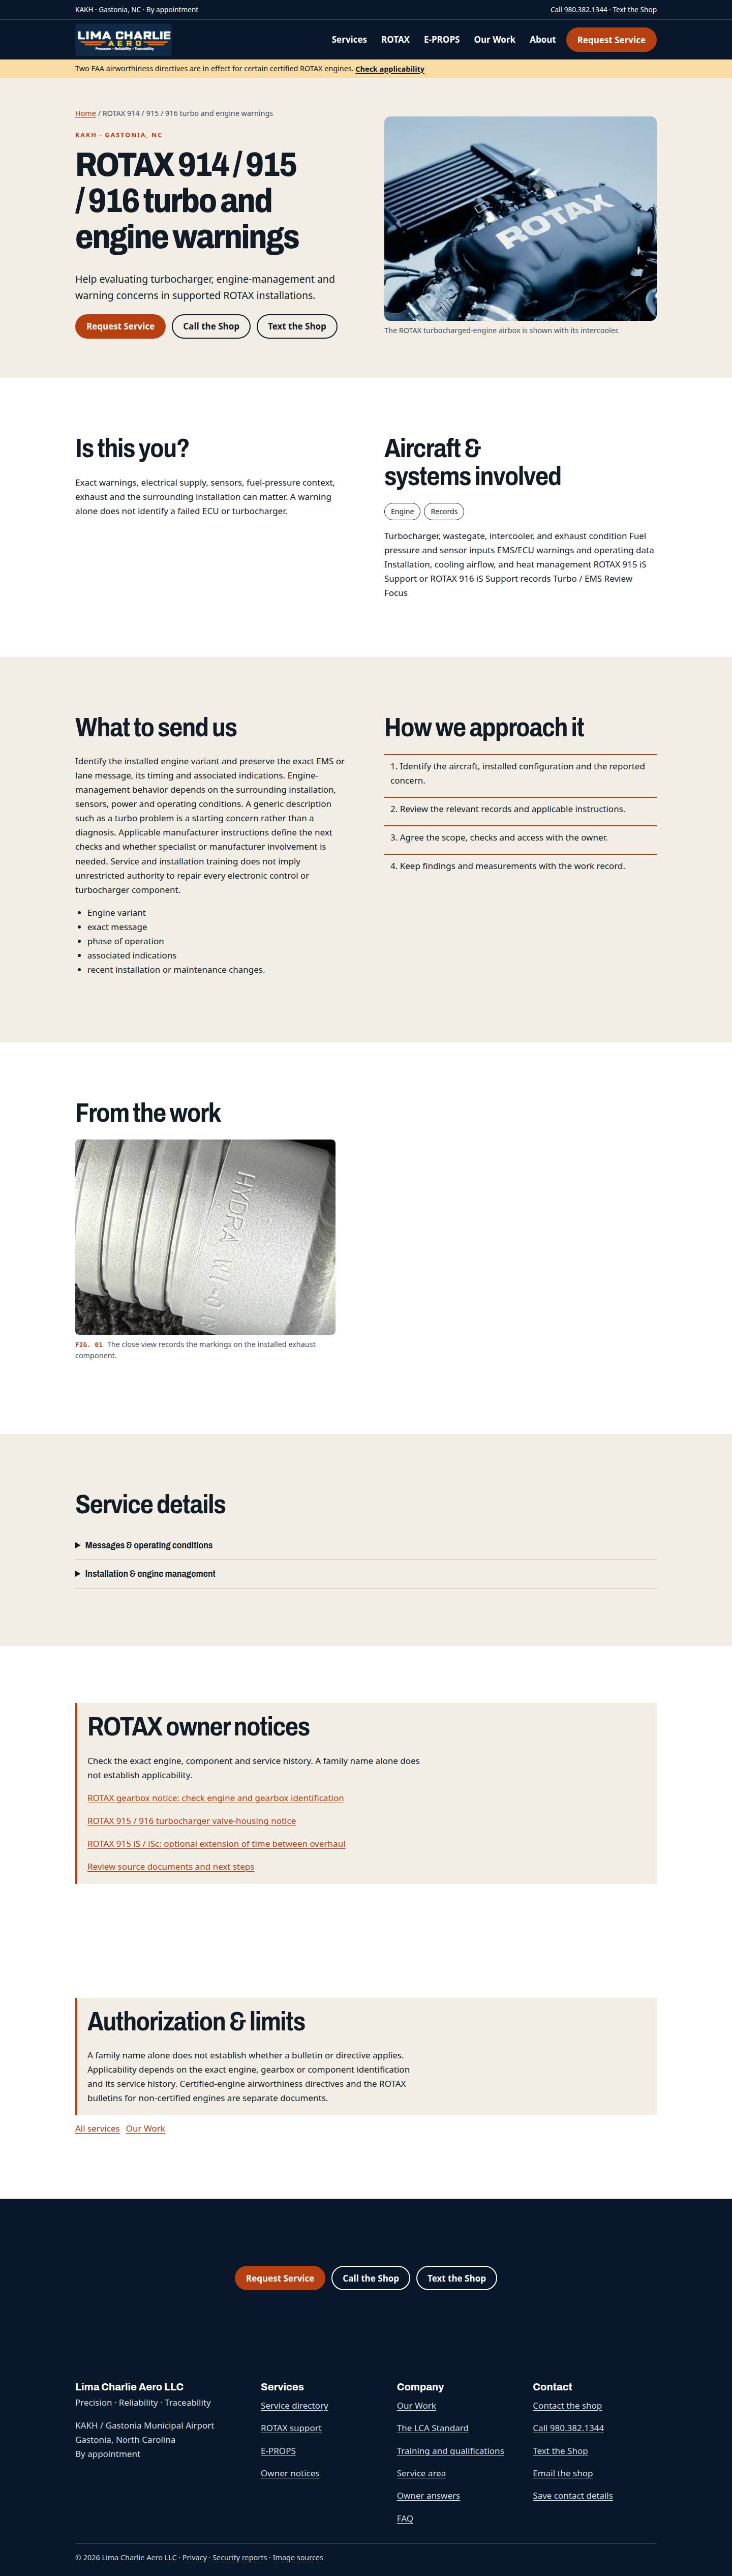 KAKH · Gastonia, NC · By appointment
Call 980.382.1344 · Text the Shop
LIMA CHARLIE
AERO
Precision • Reliability • Traceability
Services
ROTAX
E-PROPS
Our Work
About
Request Service
Two FAA airworthiness directives are in effect for certain certified ROTAX engines. Check applicability
Home / ROTAX 914 / 915 / 916 turbo and engine warnings
KAKH · GASTONIA, NC
ROTAX 914 / 915
/ 916 turbo and
engine warnings
Help evaluating turbocharger, engine-management and
warning concerns in supported ROTAX installations.
Request Service
Call the Shop
Text the Shop
ROTAX
The ROTAX turbocharged-engine airbox is shown with its intercooler.
Is this you?
Exact warnings, electrical supply, sensors, fuel-pressure context,
exhaust and the surrounding installation can matter. A warning
alone does not identify a failed ECU or turbocharger.
Aircraft &
systems involved
Engine
Records
Turbocharger, wastegate, intercooler, and exhaust condition Fuel
pressure and sensor inputs EMS/ECU warnings and operating data
Installation, cooling airflow, and heat management ROTAX 915 iS
Support or ROTAX 916 iS Support records Turbo / EMS Review
Focus
What to send us
Identify the installed engine variant and preserve the exact EMS or
lane message, its timing and associated indications. Engine-
management behavior depends on the surrounding installation,
sensors, power and operating conditions. A generic description
such as a turbo problem is a starting concern rather than a
diagnosis. Applicable manufacturer instructions define the next
checks and whether specialist or manufacturer involvement is
needed. Service and installation training does not imply
unrestricted authority to repair every electronic control or
turbocharger component.
• Engine variant
• exact message
• phase of operation
• associated indications
• recent installation or maintenance changes.
How we approach it
1. Identify the aircraft, installed configuration and the reported
concern.
2. Review the relevant records and applicable instructions.
3. Agree the scope, checks and access with the owner.
4. Keep findings and measurements with the work record.
From the work
HYDRA
FIG. 01 The close view records the markings on the installed exhaust
component.
Service details
Messages & operating conditions
Installation & engine management
ROTAX owner notices
Check the exact engine, component and service history. A family name alone does
not establish applicability.
ROTAX gearbox notice: check engine and gearbox identification
ROTAX 915 / 916 turbocharger valve-housing notice
ROTAX 915 iS / iSc: optional extension of time between overhaul
Review source documents and next steps
Authorization & limits
A family name alone does not establish whether a bulletin or directive applies.
Applicability depends on the exact engine, gearbox or component identification
and its service history. Certified-engine airworthiness directives and the ROTAX
bulletins for non-certified engines are separate documents.
All services Our Work
Request Service
Call the Shop
Text the Shop
Lima Charlie Aero LLC
Precision · Reliability · Traceability
KAKH / Gastonia Municipal Airport
Gastonia, North Carolina
By appointment
Services
Service directory
ROTAX support
E-PROPS
Owner notices
Company
Our Work
The LCA Standard
Training and qualifications
Service area
Owner answers
FAQ
Contact
Contact the shop
Call 980.382.1344
Text the Shop
Email the shop
Save contact details
© 2026 Lima Charlie Aero LLC · Privacy · Security reports · Image sources